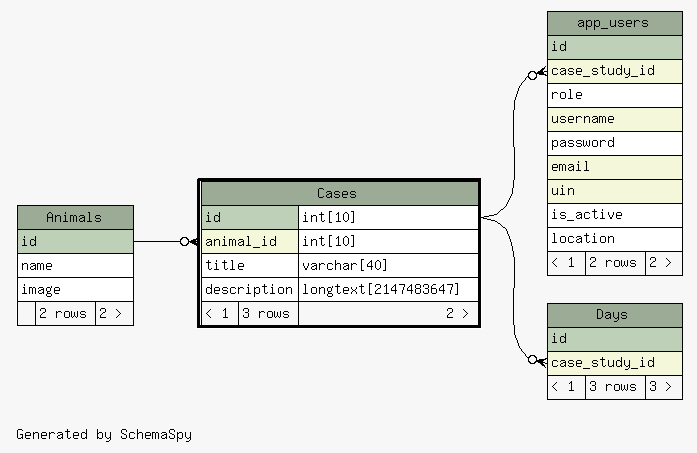 Animals
id
name
image
2 rows 2 >
Cases
id int[10]
animal_id int[10]
title varchar[40]
description longtext[2147483647]
< 1 3 rows 2 >
app_users
id
case_study_id
role
username
password
email
uin
is_active
location
< 1 2 rows 2 >
Days
id
case_study_id
< 1 3 rows 3 >
Generated by SchemaSpy